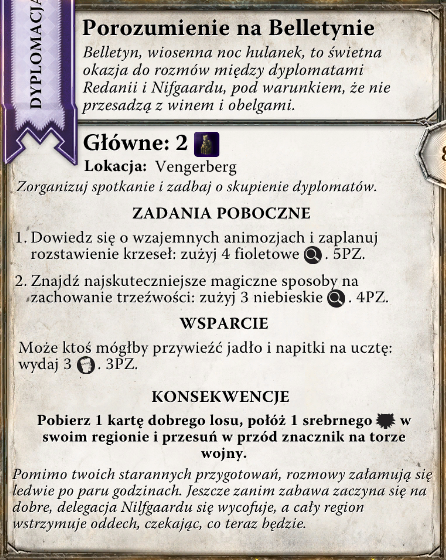 DYPLOMACJA
Porozumienie na Belletynie
Belletyn, wiosenna noc hulanek, to świetna
okazja do rozmów między dyplomatami
Redanii i Nifgaardu, pod warunkiem, że nie
przesadzą z winem i obelgami.
Główne: 2
Lokacja: Vengerberg
Zorganizuj spotkanie i zadbaj o skupienie dyplomatów.
ZADANIA POBOCZNE
1. Dowiedz się o wzajemnych animozjach i zaplanuj
rozstawienie krzeseł: zużyj 4 fioletowe . 5PZ.
2. Znajdź najskuteczniejsze magiczne sposoby na
zachowanie trzeźwości: zużyj 3 niebieskie . 4PZ.
WSPARCIE
Może ktoś mógłby przywieźć jadło i napitki na ucztę:
wydaj 3 . 3PZ.
KONSEKWENCJE
Pobierz 1 kartę dobrego losu, połóż 1 srebrnego w
swoim regionie i przesuń w przód znacznik na torze
wojny.
Pomimo twoich starannych przygotowań, rozmowy załamują się
ledwie po paru godzinach. Jeszcze zanim zabawa zaczyna się na
dobre, delegacja Nilfgaardu się wycofuje, a cały region
wstrzymuje oddech, czekając, co teraz będzie.